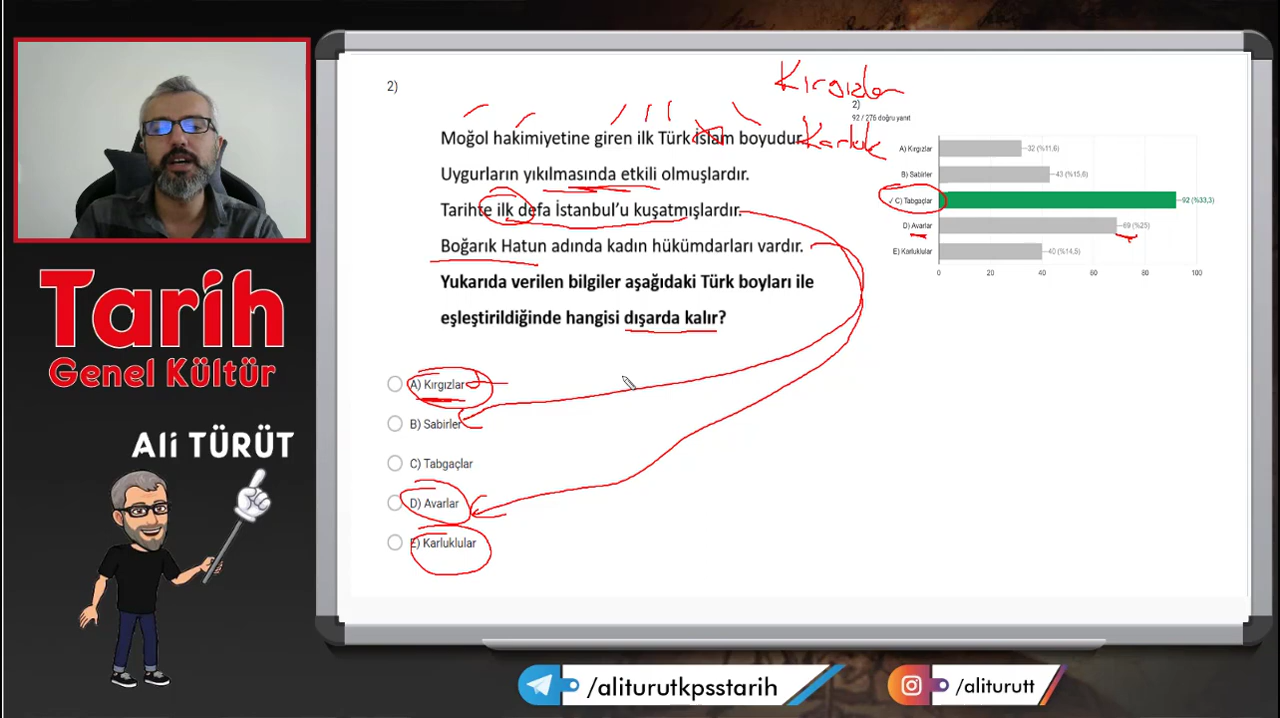 2)
Kırgızlar
Moğol hakimiyetine giren ilk Türk islam boyudur.
Karluk
Uygurların yıkılmasında etkili olmuşlardır.
Tarihte ilk defa İstanbul'u kuşatmışlardır.
Boğarık Hatun adında kadın hükümdarları vardır.
Yukarıda verilen bilgiler aşağıdaki Türk boyları ile
eşleştirildiğinde hangisi dışarda kalır?
A) Kırgızlar
B) Sabirler
C) Tabgaçlar
D) Avarlar
E) Karluklular
2)
92 / 276 doğru yanıt
A) Kırgızlar 32 (%11,6)
B) Sabirler 43 (%15,6)
✓ C) Tabgaçlar 92 (%33,3)
D) Avarlar 69 (%25)
E) Karluklular 40 (%14,5)
0 20 40 60 80 100
Tarih
Genel Kültür
Ali TÜRÜT
/aliturutkpsstarih
/aliturutt